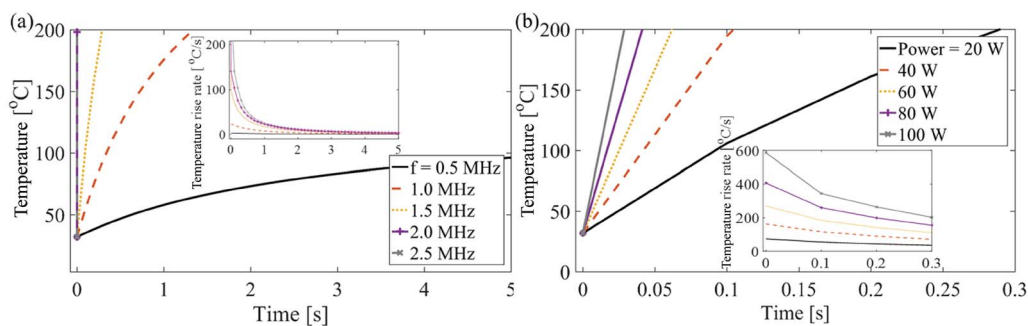 (a)
200
150
100
50
Temperature [°C]
0
1
2
3
4
5
Time [s]
Temperature rise rate [ °C/s]
200
150
100
50
0
0
1
2
3
4
5
f = 0.5 MHz
1.0 MHz
1.5 MHz
2.0 MHz
2.5 MHz
(b)
200
150
100
50
0
Temperature [°C]
0
0.05
0.1
0.15
0.2
0.25
0.3
Time [s]
Power = 20 W
40 W
60 W
80 W
100 W
Temperature rise rate [°C/s]
600
400
200
0
0
0.1
0.2
0.3